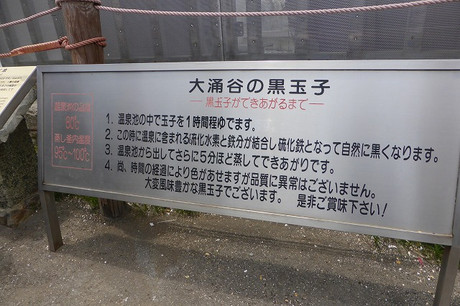 大涌谷の黒玉子
―黒玉子ができあがるまで―
1. 温泉池の中で玉子を1時間程ゆでます。
2. この時に温泉に含まれる硫化水素と鉄分が結合し硫化鉄となって自然に黒くなります。
3. 温泉池から出してさらに5分ほど蒸してできあがりです。
4. 尚、時間の経過により色があせますが品質に異常はございません。
大変風味豊かな黒玉子でございます。 是非ご賞味下さい!
80℃
95℃~100℃